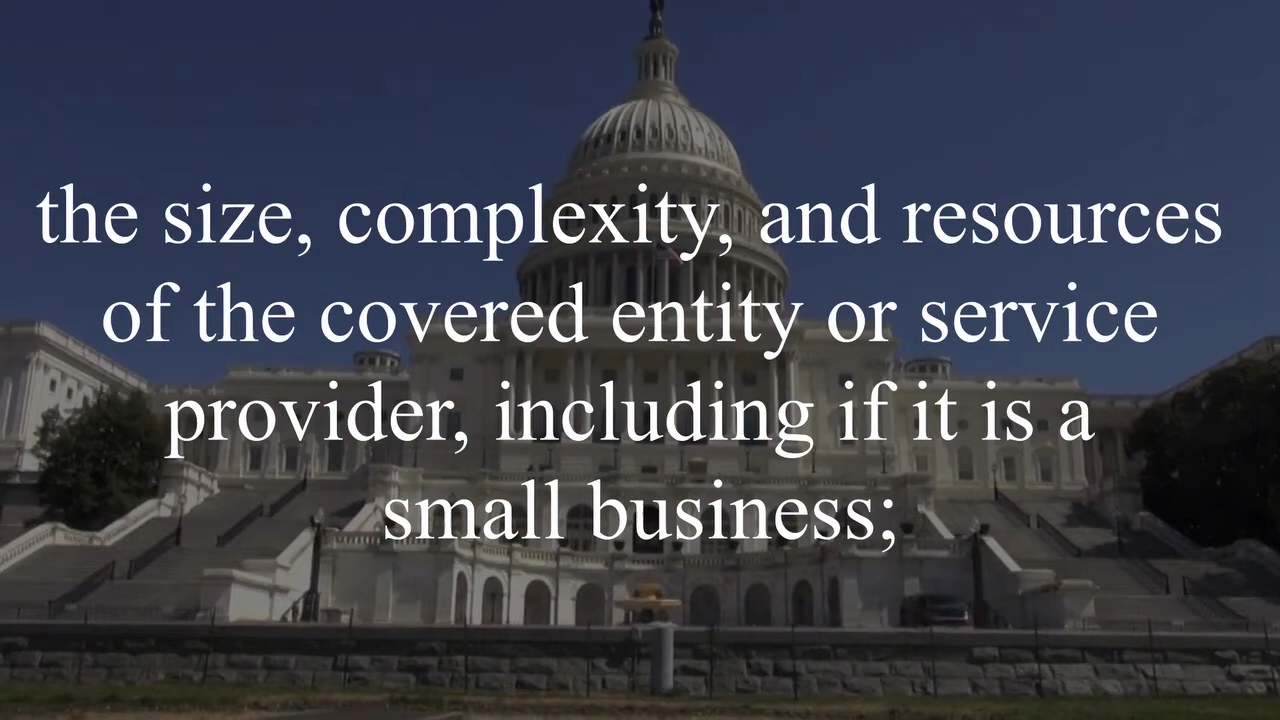 the size, complexity, and resources
of the covered entity or service
provider, including if it is a
small business;